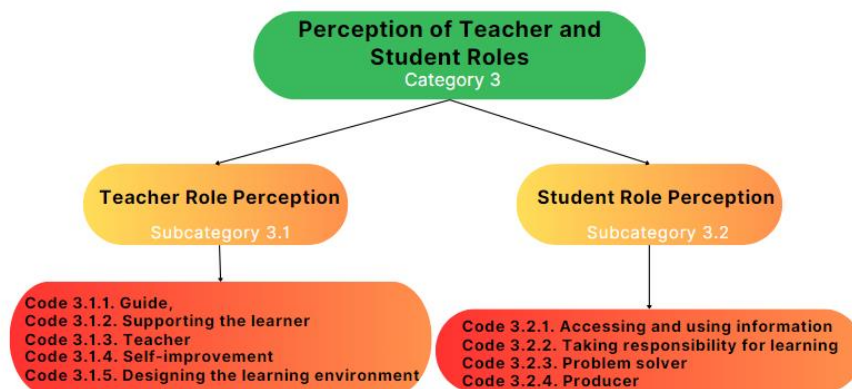 Perception of Teacher and
Student Roles
Category 3
Teacher Role Perception
Subcategory 3.1
Student Role Perception
Subcategory 3.2
Code 3.1.1. Guide,
Code 3.1.2. Supporting the learner
Code 3.1.3. Teacher
Code 3.1.4. Self-improvement
Code 3.1.5. Designing the learning environment
Code 3.2.1. Accessing and using information
Code 3.2.2. Taking responsibility for learning
Code 3.2.3. Problem solver
Code 3.2.4. Producer